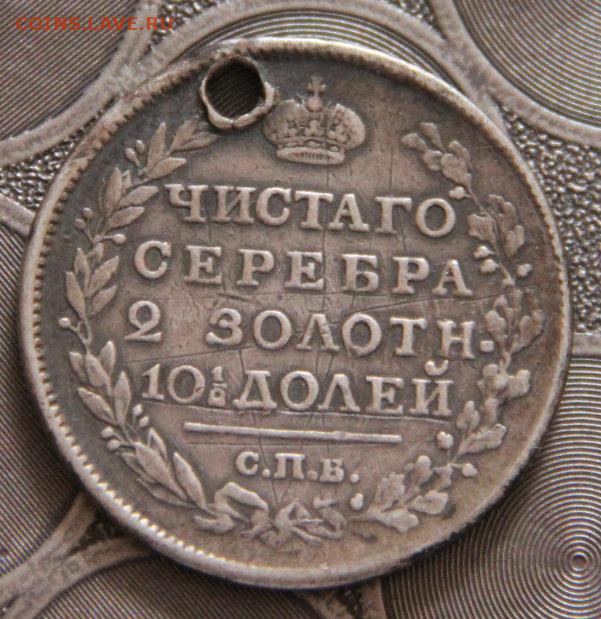 COINS.LAVE.RU
ЧИСТАГО
СЕРЕБРА
2 ЗОЛОТН.
10½ ДОЛЕЙ
С.П.Б.